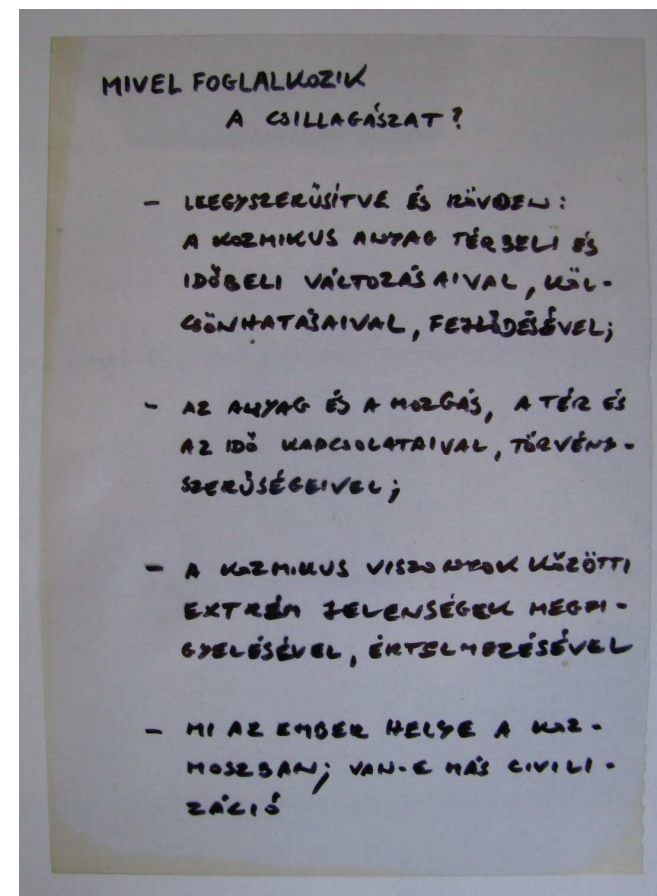 MIVEL FOGLALKOZIK
A CSILLAGÁSZAT?
- LEEGYSZERŰSÍTVE ÉS RÖVIDEN:
A KOZMIKUS ANYAG TÉRBELI ÉS
IDŐBELI VÁLTOZÁSAIVAL, KÖL-
CSÖNHATÁSAIVAL, FEJLŐDÉSÉVEL;
- AZ ANYAG ÉS A MOZGÁS, A TÉR ÉS
AZ IDŐ KAPCSOLATAIVAL, TÖRVÉNY-
SZERŰSÉGEIVEL;
- A KOZMIKUS VISZONYOK KÖZÖTTI
EXTRÉM JELENSÉGEK MEGFI-
GYELÉSÉVEL, ÉRTELMEZÉSÉVEL
- MI AZ EMBER HELYE A KOZ-
MOSZBAN; VAN-E MÁS CIVILI-
ZÁCIÓ